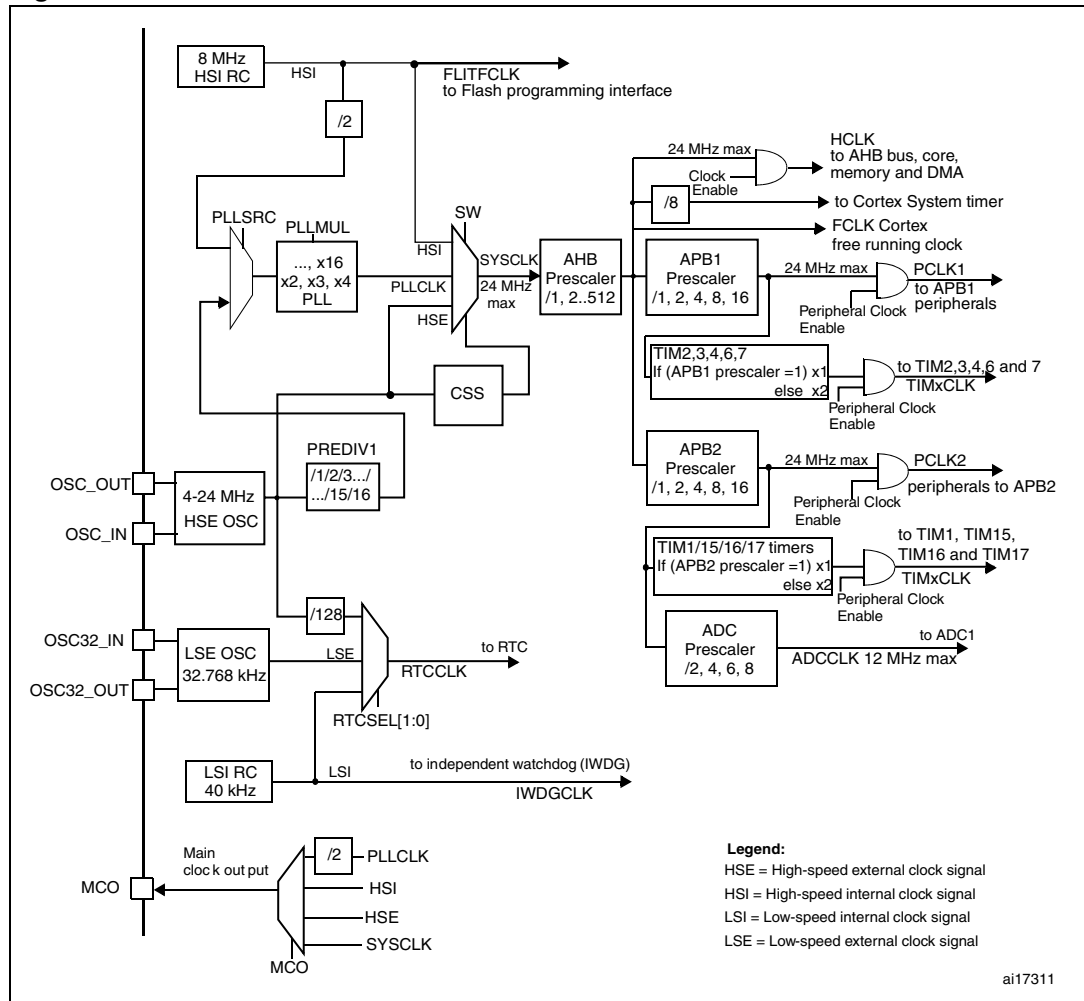 8 MHz
HSI RC
HSI
FLITFCLK
to Flash programming interface
/2
HCLK
to AHB bus, core,
memory and DMA
24 MHz max
Clock
Enable
/8
to Cortex System timer
FCLK Cortex
free running clock
PLLSRC
PLLMUL
..., x16
x2, x3, x4
PLL
SW
HSI
PLLCLK
HSE
SYSCLK
24 MHz
max
AHB
Prescaler
/1, 2..512
APB1
Prescaler
/1, 2, 4, 8, 16
24 MHz max
PCLK1
to APB1
peripherals
Peripheral Clock
Enable
TIM2,3,4,6,7
If (APB1 prescaler =1) x1
else x2
to TIM2,3,4,6 and 7
TIMxCLK
Peripheral Clock
Enable
CSS
PREDIV1
/1/2/3.../
.../15/16
OSC_OUT
OSC_IN
4-24 MHz
HSE OSC
APB2
Prescaler
/1, 2, 4, 8, 16
24 MHz max
PCLK2
peripherals to APB2
Peripheral Clock
Enable
TIM1/15/16/17 timers
If (APB2 prescaler =1) x1
else x2
to TIM1, TIM15,
TIM16 and TIM17
TIMxCLK
Peripheral Clock
Enable
ADC
Prescaler
/2, 4, 6, 8
to ADC1
ADCCLK 12 MHz max
/128
OSC32_IN
OSC32_OUT
LSE OSC
32.768 kHz
LSE
to RTC
RTCCLK
RTCSEL[1:0]
LSI RC
40 kHz
LSI
to independent watchdog (IWDG)
IWDGCLK
MCO
Main
clock output
/2
PLLCLK
HSI
HSE
SYSCLK
MCO
Legend:
HSE = High-speed external clock signal
HSI = High-speed internal clock signal
LSI = Low-speed internal clock signal
LSE = Low-speed external clock signal
ai17311